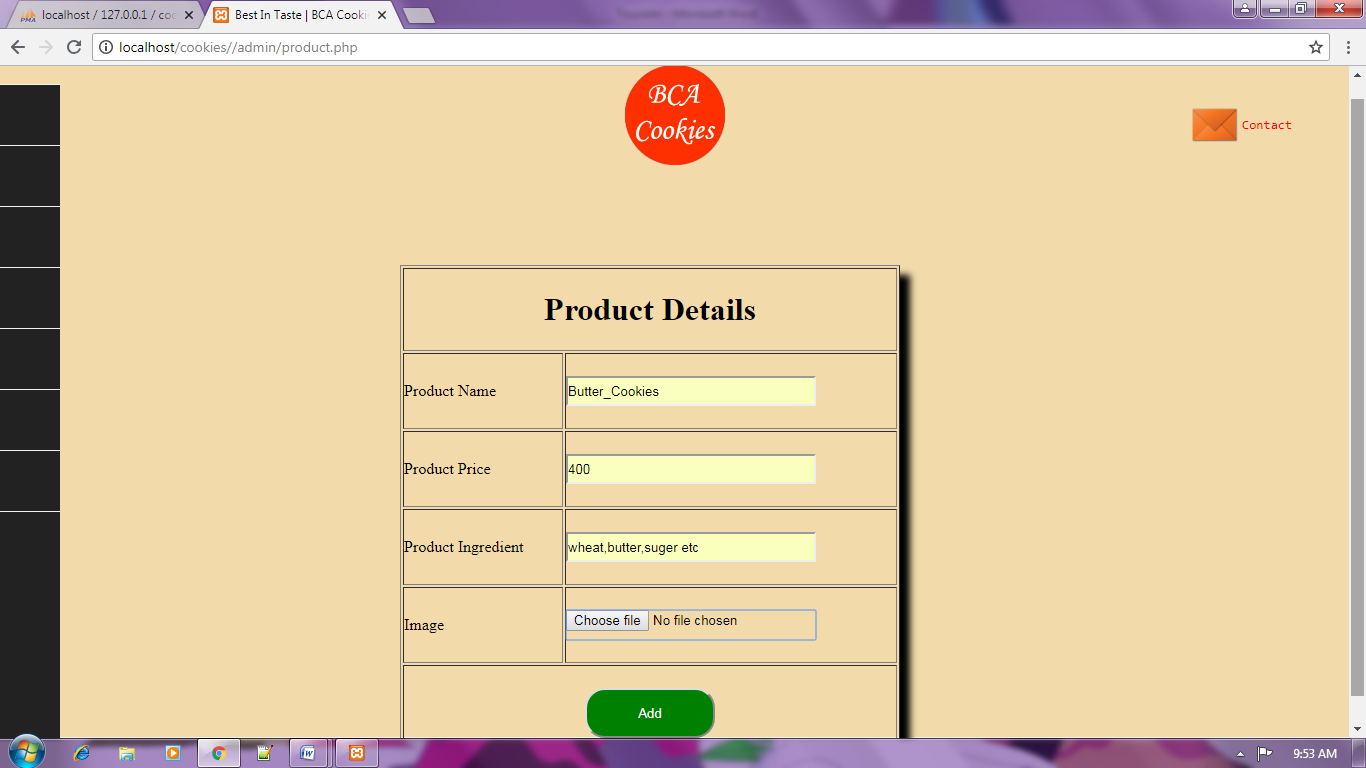 localhost / 127.0.0.1 / coo
Best In Taste | BCA Cooki
localhost/cookies//admin/product.php
BCA
Cookies
Contact
Product Details
Product Name
Butter_Cookies
Product Price
400
Product Ingredient
wheat,butter,suger etc
Image
Choose file No file chosen
Add
9:53 AM